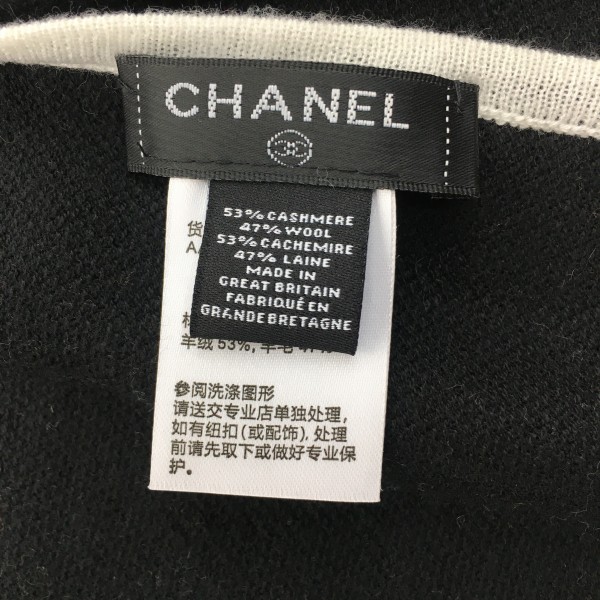 CHANEL
53% CASHMERE
47% WOOL
53% CACHEMIRE
47% LAINE
MADE IN
GREAT BRITAIN
FABRIQUÉ EN
GRANDE BRETAGNE
货
羊绒 53%, 羊毛
参阅洗涤图形
请送交专业店单独处理,
如有纽扣(或配饰), 处理
前请先取下或做好专业保
护。